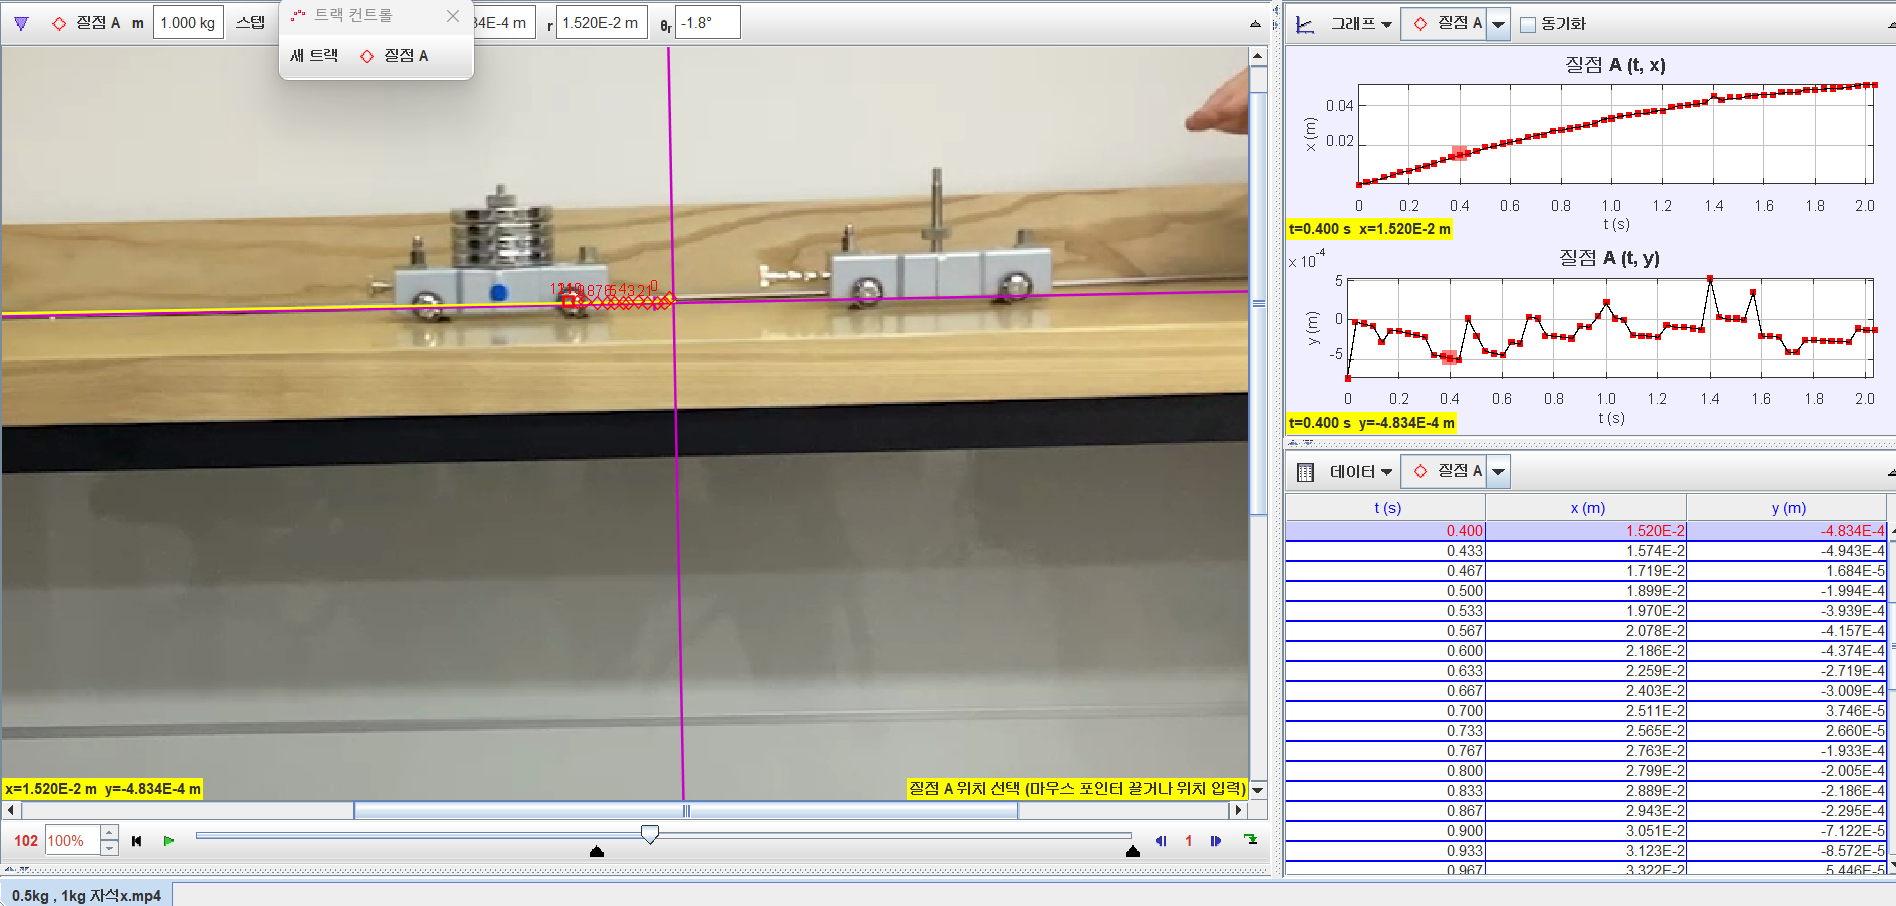 질점 A m 1.000 kg 스텝 34E-4 m r 1.520E-2 m θr -1.8°
트랙 컨트롤
새 트랙 질점 A
x=1.520E-2 m y=-4.834E-4 m
질점 A 위치 선택 (마우스 포인터 끌거나 위치 입력)
102 100% 1
0.5kg , 1kg 자석x.mp4
그래프 질점 A 동기화
질점 A (t, x)
x (m)
0.04
0.02
0 0.2 0.4 0.6 0.8 1.0 1.2 1.4 1.6 1.8 2.0
t (s)
t=0.400 s x=1.520E-2 m
질점 A (t, y)
× 10-4
y (m)
5
0
-5
0 0.2 0.4 0.6 0.8 1.0 1.2 1.4 1.6 1.8 2.0
t (s)
t=0.400 s y=-4.834E-4 m
데이터 질점 A
t (s) x (m) y (m)
0.400 1.520E-2 -4.834E-4
0.433 1.574E-2 -4.943E-4
0.467 1.719E-2 1.684E-5
0.500 1.899E-2 -1.994E-4
0.533 1.970E-2 -3.939E-4
0.567 2.078E-2 -4.157E-4
0.600 2.186E-2 -4.374E-4
0.633 2.259E-2 -2.719E-4
0.667 2.403E-2 -3.009E-4
0.700 2.511E-2 3.746E-5
0.733 2.565E-2 2.660E-5
0.767 2.763E-2 -1.933E-4
0.800 2.799E-2 -2.005E-4
0.833 2.889E-2 -2.186E-4
0.867 2.943E-2 -2.295E-4
0.900 3.051E-2 -7.122E-5
0.933 3.123E-2 -8.572E-5
0.967 3.322E-2 5.446E-5